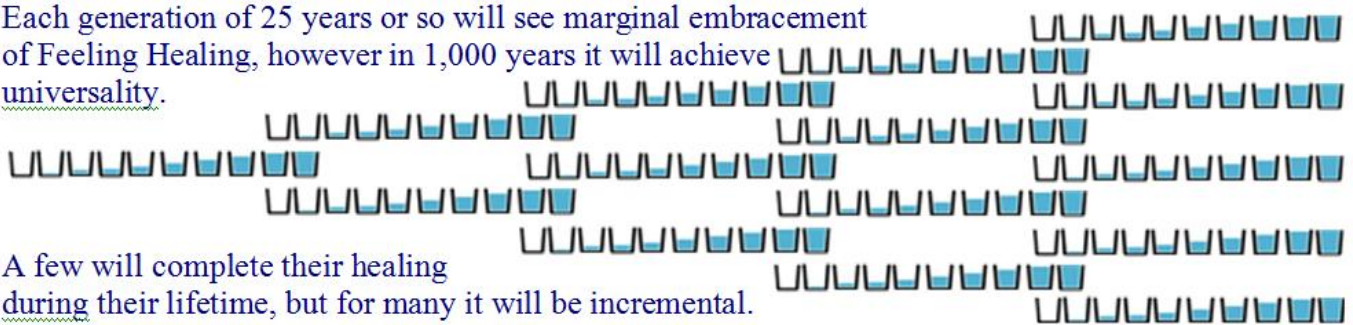 Each generation of 25 years or so will see marginal embracement
of Feeling Healing, however in 1,000 years it will achieve
universality.
A few will complete their healing
during their lifetime, but for many it will be incremental.